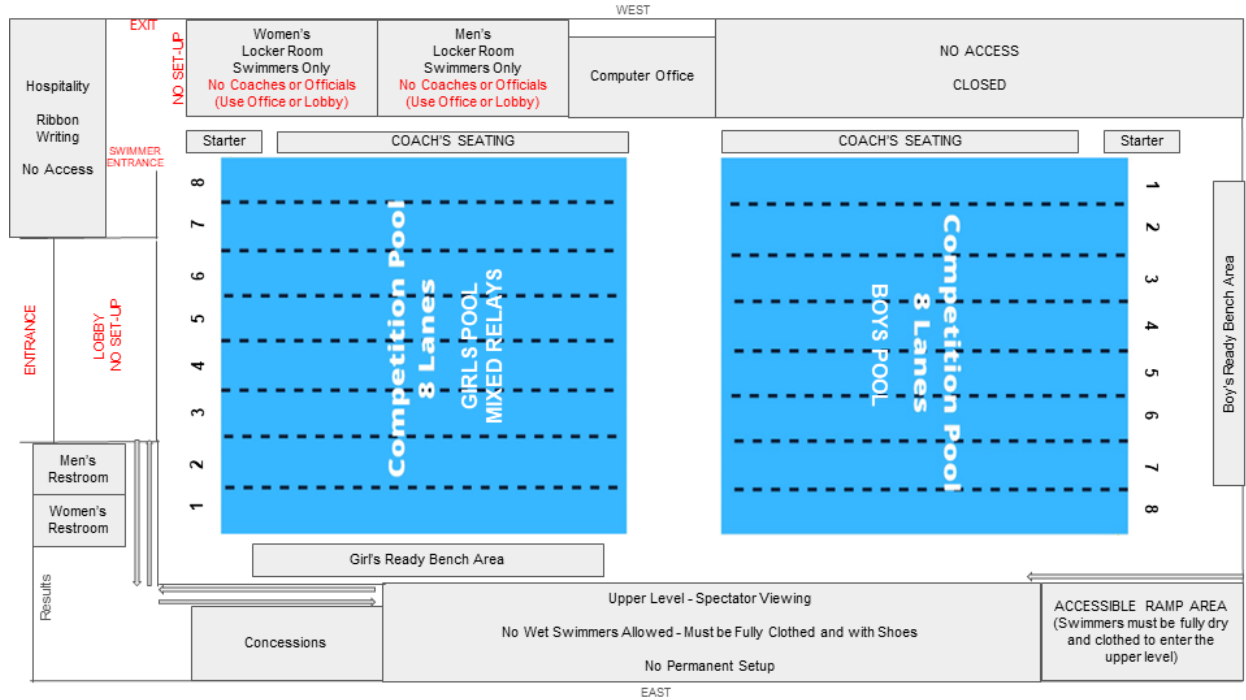 WEST
EXIT
NO SET-UP
Hospitality
Ribbon
Writing
No Access
SWIMMER
ENTRANCE
Women's
Locker Room
Swimmers Only
No Coaches or Officials
(Use Office or Lobby)
Men's
Locker Room
Swimmers Only
No Coaches or Officials
(Use Office or Lobby)
Computer Office
NO ACCESS
CLOSED
Starter
COACH'S SEATING
COACH'S SEATING
Starter
8
7
6
5
4
3
2
1
Competition Pool
8 Lanes
GIRLS POOL
MIXED RELAYS
Competition Pool
8 Lanes
BOYS POOL
1
2
3
4
5
6
7
8
Boy's Ready Bench Area
ENTRANCE
LOBBY
NO SET-UP
Men's
Restroom
Women's
Restroom
Results
Girl's Ready Bench Area
Concessions
Upper Level - Spectator Viewing
No Wet Swimmers Allowed - Must be Fully Clothed and with Shoes
No Permanent Setup
ACCESSIBLE RAMP AREA
(Swimmers must be fully dry
and clothed to enter the
upper level)
EAST